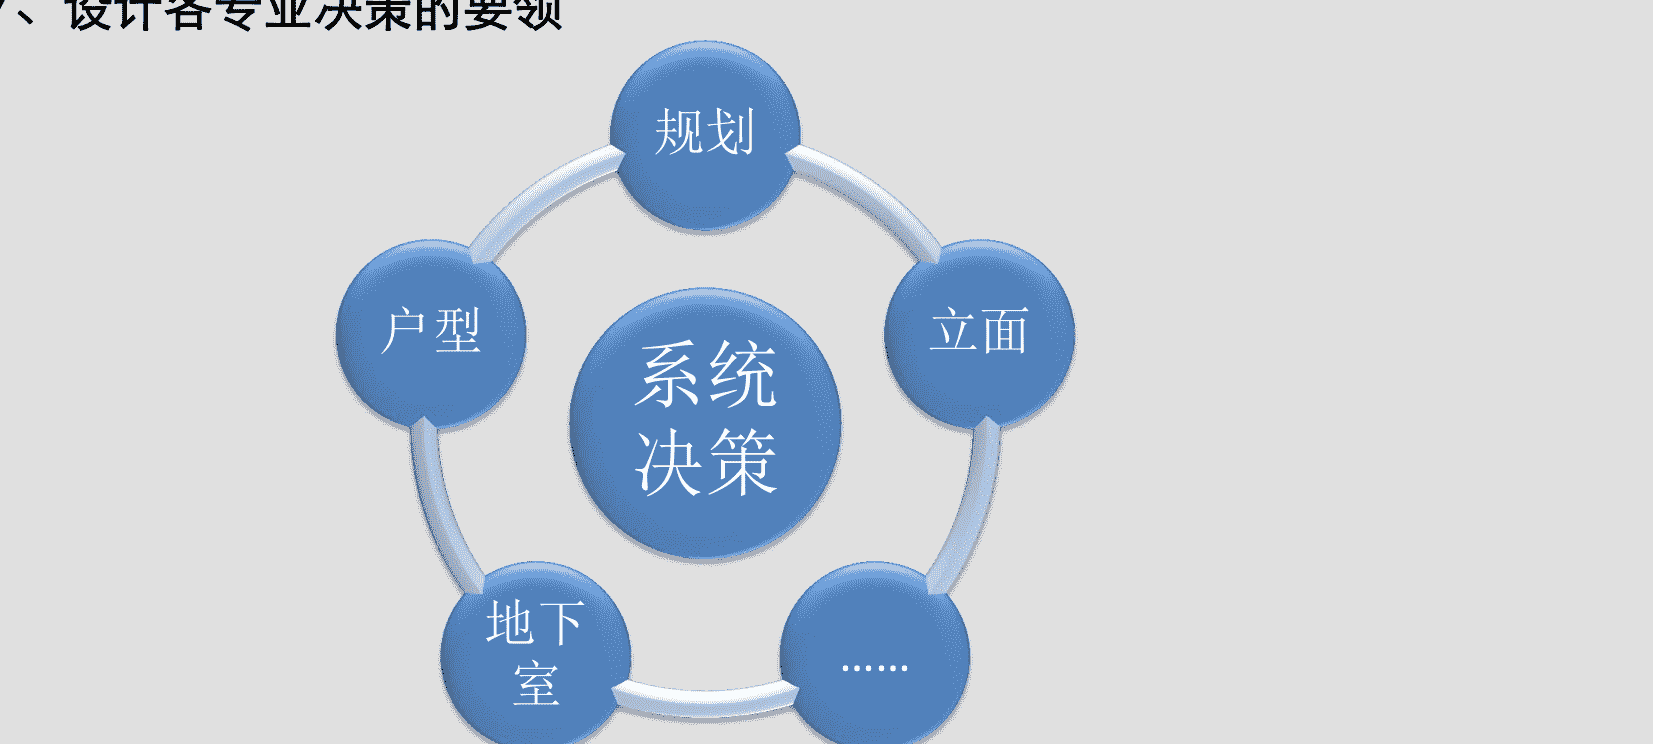 、设计各专业决策的要领
规划
户型
立面
系统
决策
地下
室
……